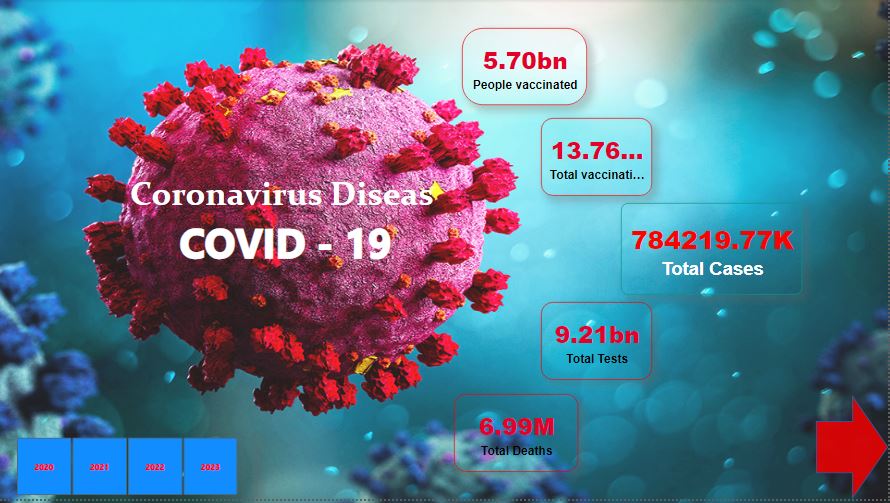 5.70bn
People vaccinated
13.76...
Total vaccinati...
Coronavirus Diseas
COVID - 19
784219.77K
Total Cases
9.21bn
Total Tests
6.99M
Total Deaths
2020
2021
2022
2023